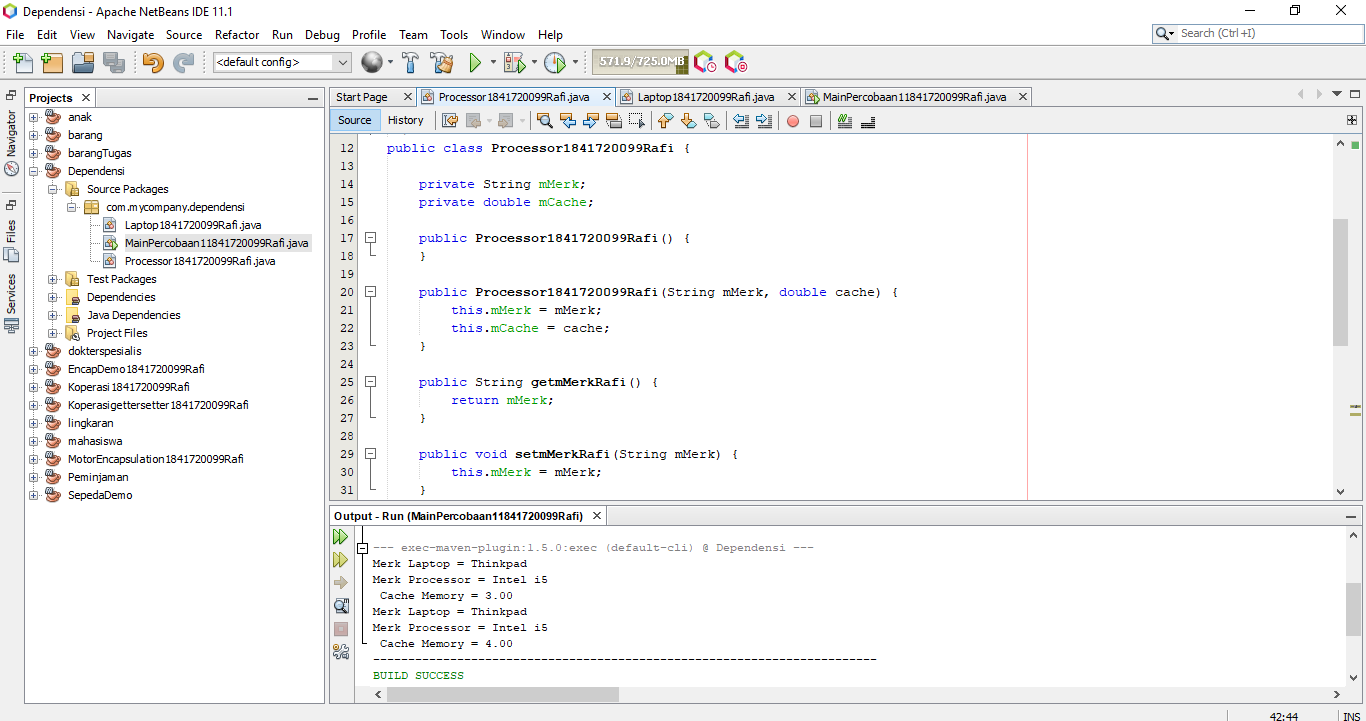 Dependensi - Apache NetBeans IDE 11.1
File Edit View Navigate Source Refactor Run Debug Profile Team Tools Window Help
Search (Ctrl+I)
<default config>
571.9/725.0MB
Projects
Navigator
Files
Services
anak
barang
barangTugas
Dependensi
Source Packages
com.mycompany.dependensi
Laptop1841720099Rafi.java
MainPercobaan11841720099Rafi.java
Processor1841720099Rafi.java
Test Packages
Dependencies
Java Dependencies
Project Files
dokterspesialis
EncapDemo1841720099Rafi
Koperasi1841720099Rafi
Koperasigettersetter1841720099Rafi
lingkaran
mahasiswa
MotorEncapsulation1841720099Rafi
Peminjaman
SepedaDemo
Start Page Processor1841720099Rafi.java Laptop1841720099Rafi.java MainPercobaan11841720099Rafi.java
Source History
12 public class Processor1841720099Rafi {
13
14 private String mMerk;
15 private double mCache;
16
17 public Processor1841720099Rafi() {
18 }
19
20 public Processor1841720099Rafi(String mMerk, double cache) {
21 this.mMerk = mMerk;
22 this.mCache = cache;
23 }
24
25 public String getmMerkRafi() {
26 return mMerk;
27 }
28
29 public void setmMerkRafi(String mMerk) {
30 this.mMerk = mMerk;
31 }
Output - Run (MainPercobaan11841720099Rafi)
--- exec-maven-plugin:1.5.0:exec (default-cli) @ Dependensi ---
Merk Laptop = Thinkpad
Merk Processor = Intel i5
Cache Memory = 3.00
Merk Laptop = Thinkpad
Merk Processor = Intel i5
Cache Memory = 4.00
------------------------------------------------------------------------
BUILD SUCCESS
42:44 INS